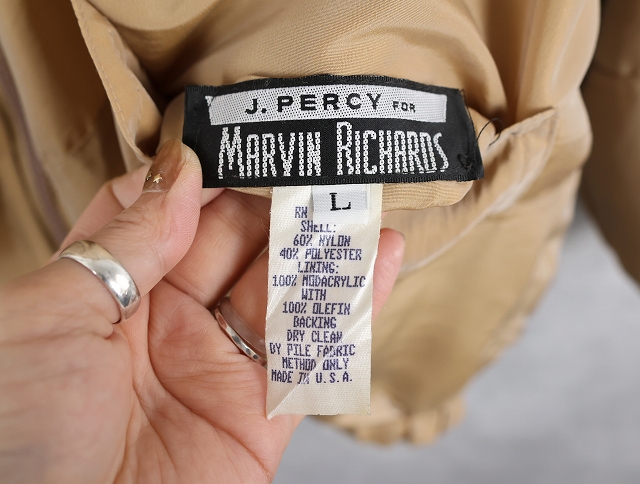 J. PERCY FOR
MARVIN RICHARDS
L
RN
SHELL:
60% NYLON
40% POLYESTER
LINING:
100% MODACRYLIC
WITH
100% OLEFIN
BACKING
DRY CLEAN
BY PILE FABRIC
METHOD ONLY
MADE IN U.S.A.